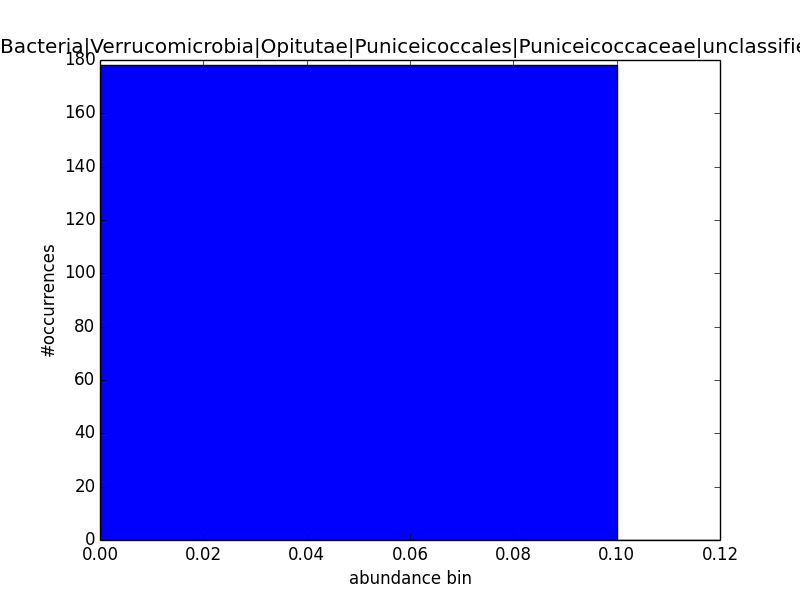 Bacteria|Verrucomicrobia|Opitutae|Puniceicoccales|Puniceicoccaceae|unclassifie
180
160
140
120
100
80
60
40
20
0
#occurrences
0.00 0.02 0.04 0.06 0.08 0.10 0.12
abundance bin